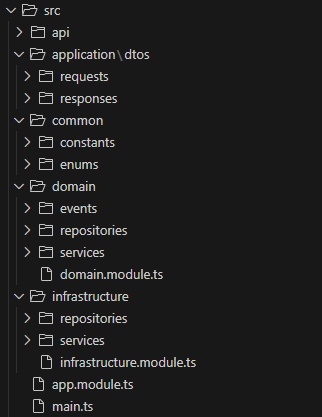 src
api
application\dtos
requests
responses
common
constants
enums
domain
events
repositories
services
domain.module.ts
infrastructure
repositories
services
infrastructure.module.ts
app.module.ts
main.ts